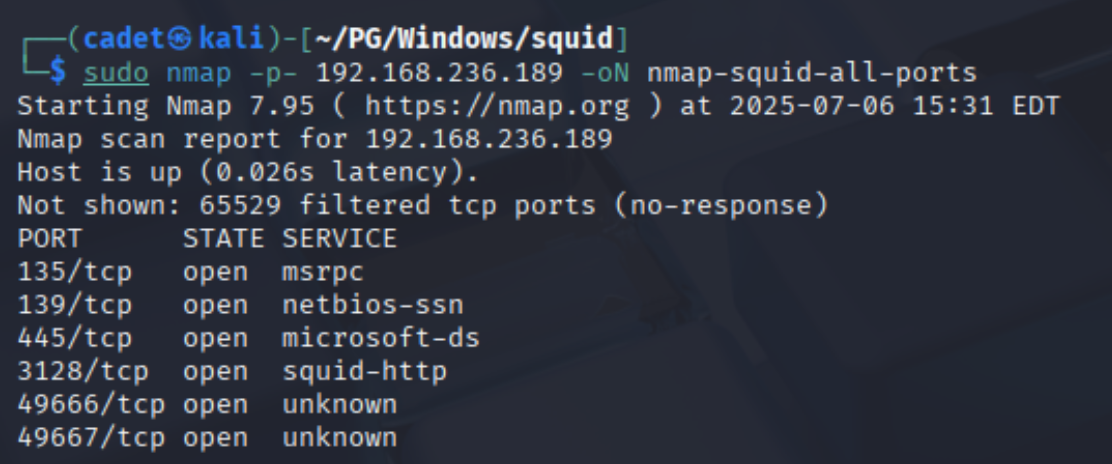 ┌──(cadet㉿kali)-[~/PG/Windows/squid]
└─$ sudo nmap -p- 192.168.236.189 -oN nmap-squid-all-ports
Starting Nmap 7.95 ( https://nmap.org ) at 2025-07-06 15:31 EDT
Nmap scan report for 192.168.236.189
Host is up (0.026s latency).
Not shown: 65529 filtered tcp ports (no-response)
PORT      STATE SERVICE
135/tcp   open  msrpc
139/tcp   open  netbios-ssn
445/tcp   open  microsoft-ds
3128/tcp  open  squid-http
49666/tcp open  unknown
49667/tcp open  unknown